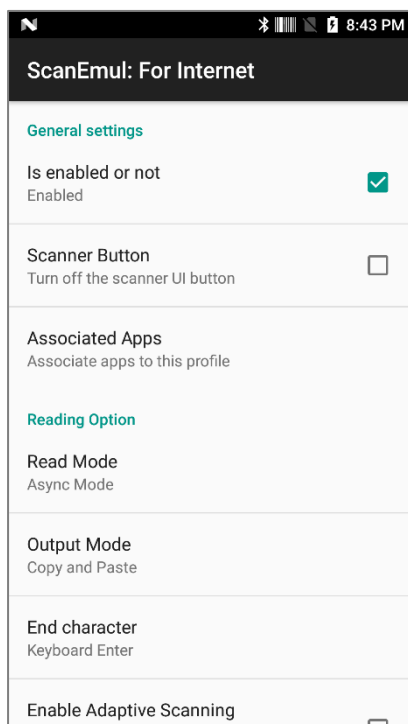 8:43 PM
ScanEmul: For Internet
General settings
Is enabled or not
Enabled
Scanner Button
Turn off the scanner UI button
Associated Apps
Associate apps to this profile
Reading Option
Read Mode
Async Mode
Output Mode
Copy and Paste
End character
Keyboard Enter
Enable Adaptive Scanning